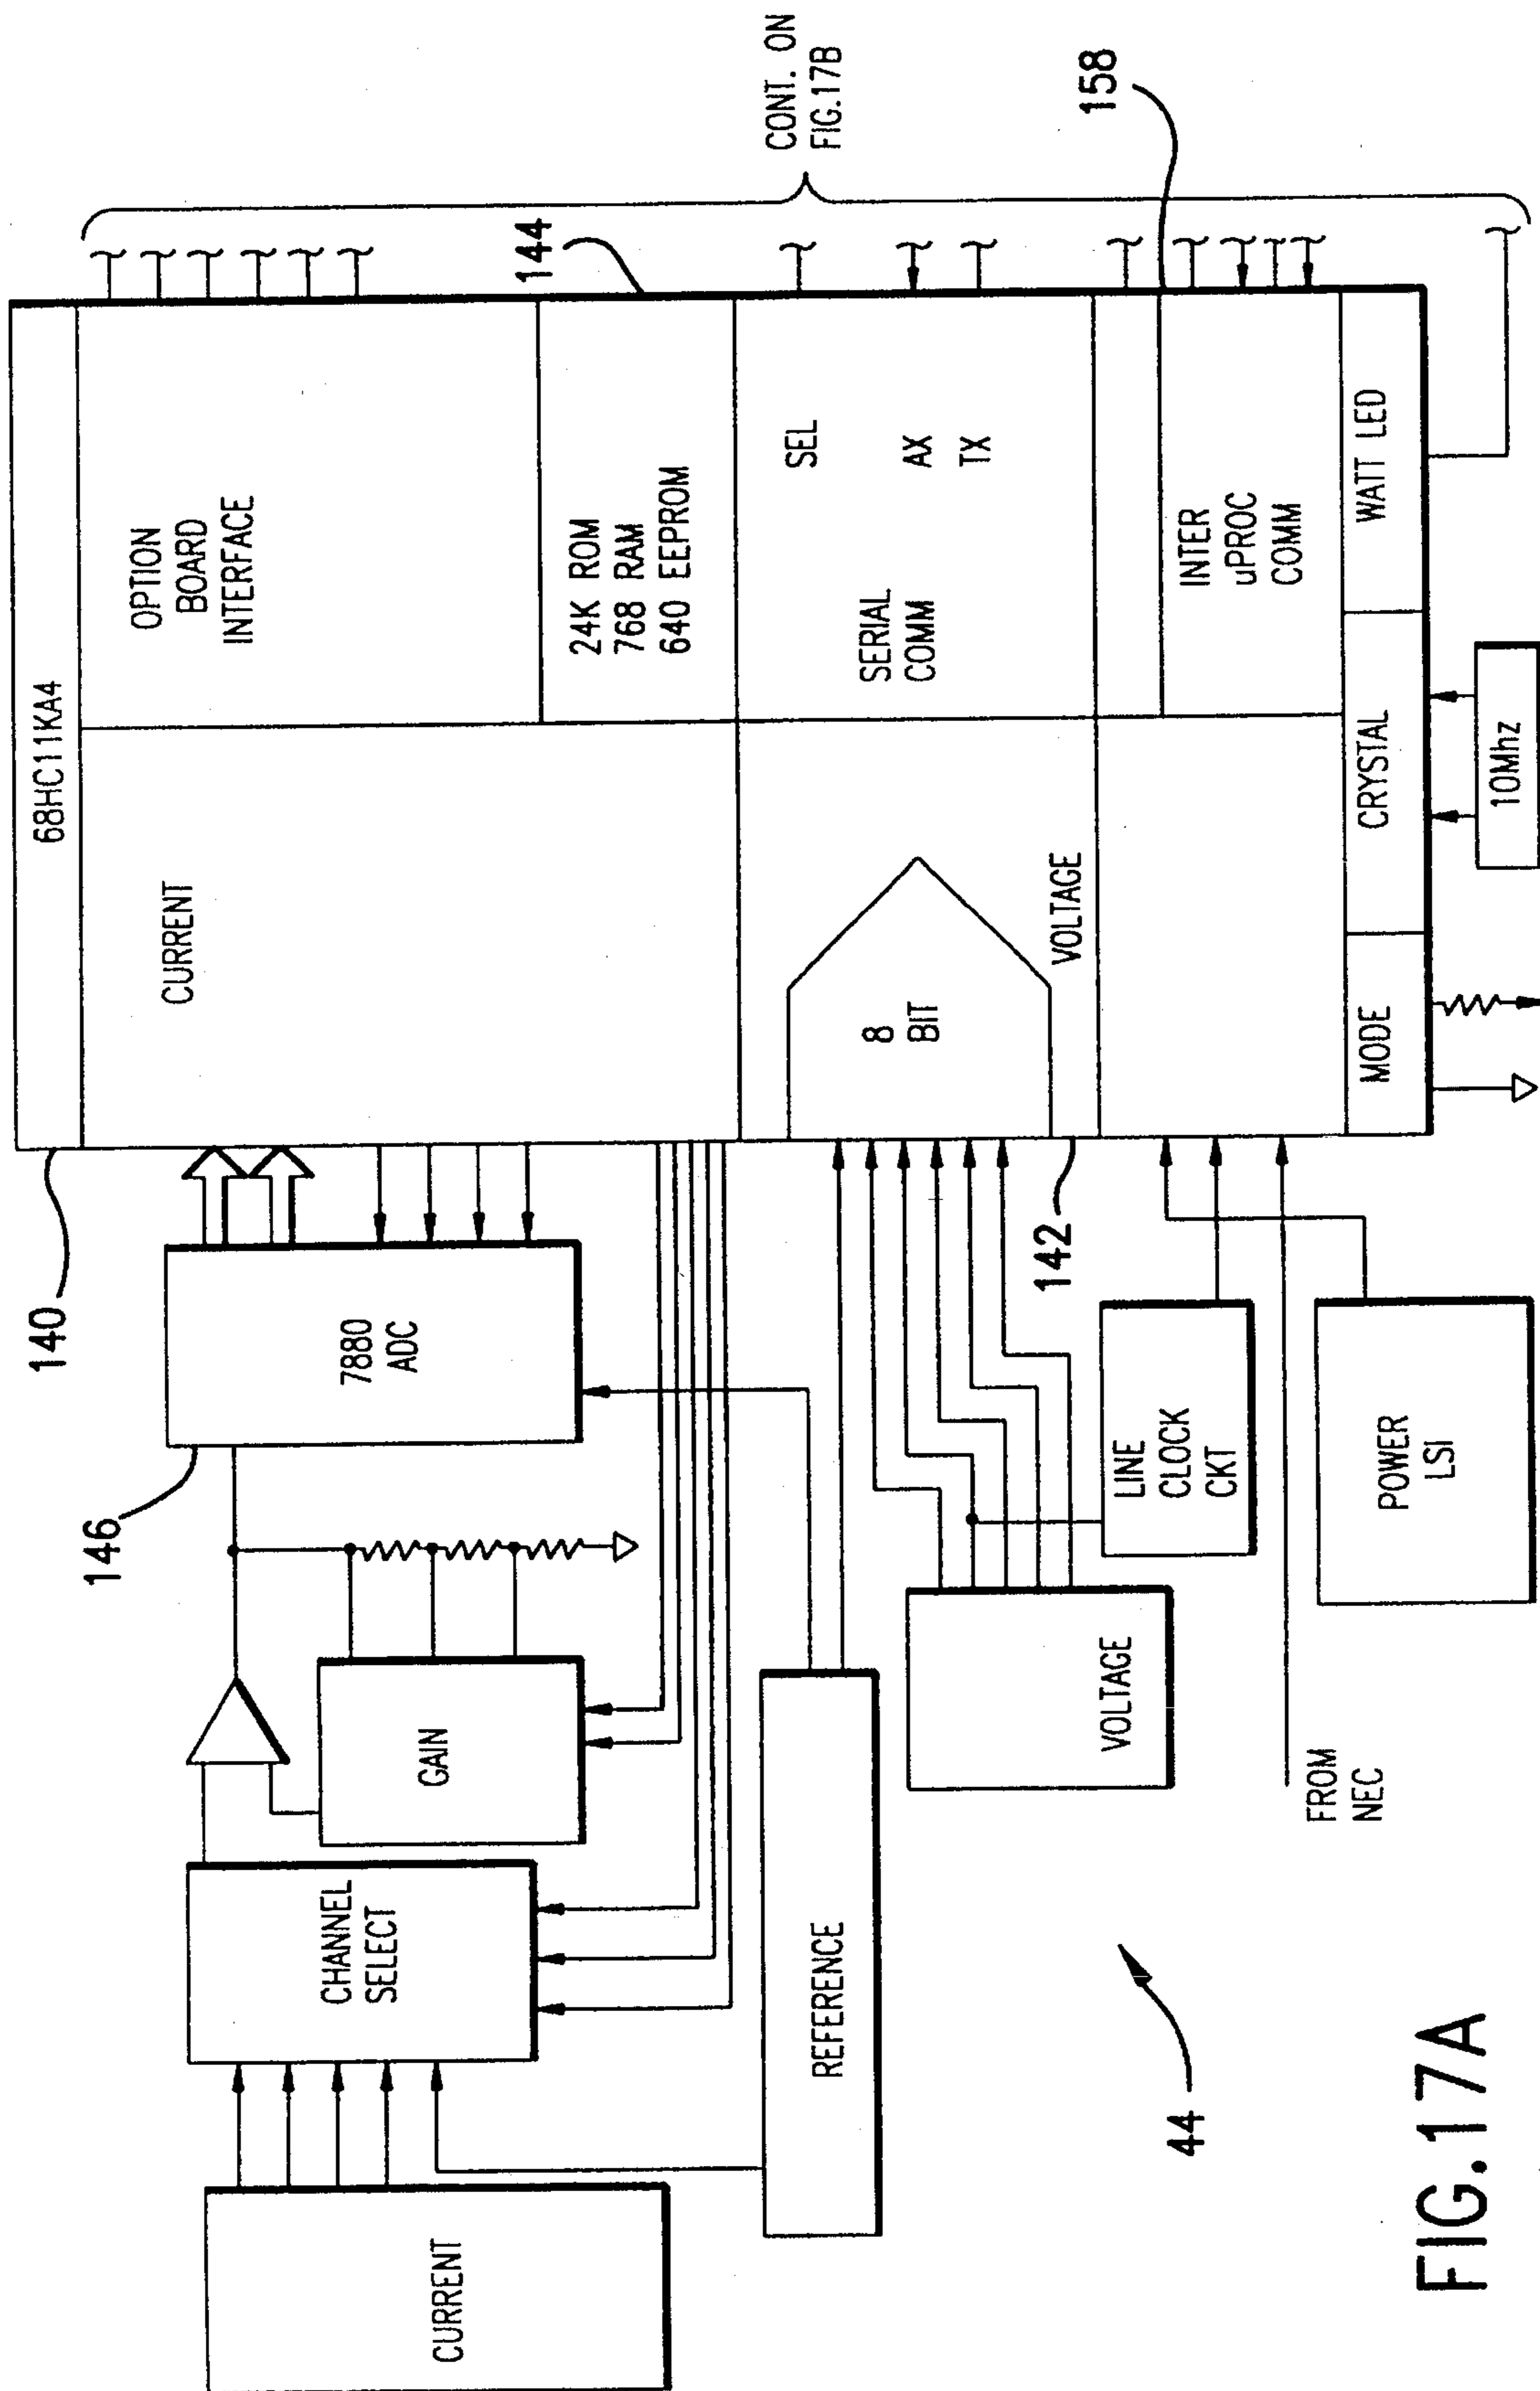 68HC11KA4
CURRENT
OPTION
BOARD
INTERFACE
24K ROM
768 RAM
640 EEPROM
144
SERIAL
COMM
SEL
AX
TX
8
BIT
VOLTAGE
INTER
uPROC
COMM
158
MODE
CRYSTAL
WATT LED
10Mhz
CONT. ON
FIG.17B
140
142
7880
ADC
146
GAIN
CHANNEL
SELECT
CURRENT
REFERENCE
VOLTAGE
LINE
CLOCK
CKT
POWER
LSI
FROM
NEC
44
FIG.17A